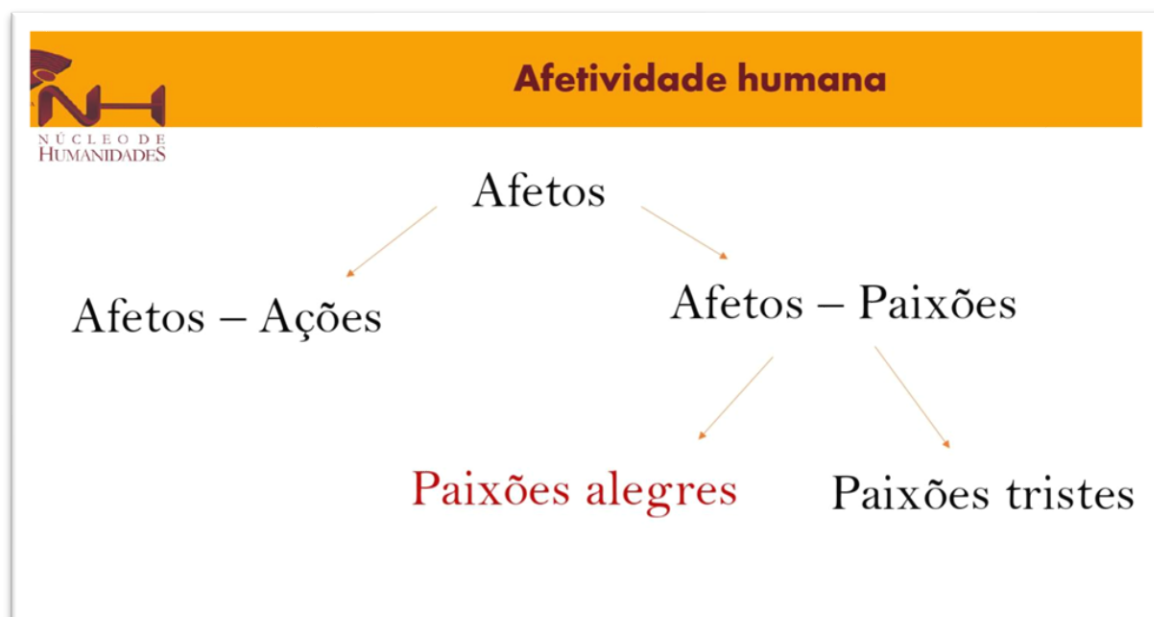 Afetividade humana
NÚCLEO DE
HUMANIDADES
Afetos
Afetos – Ações
Afetos – Paixões
Paixões alegres
Paixões tristes